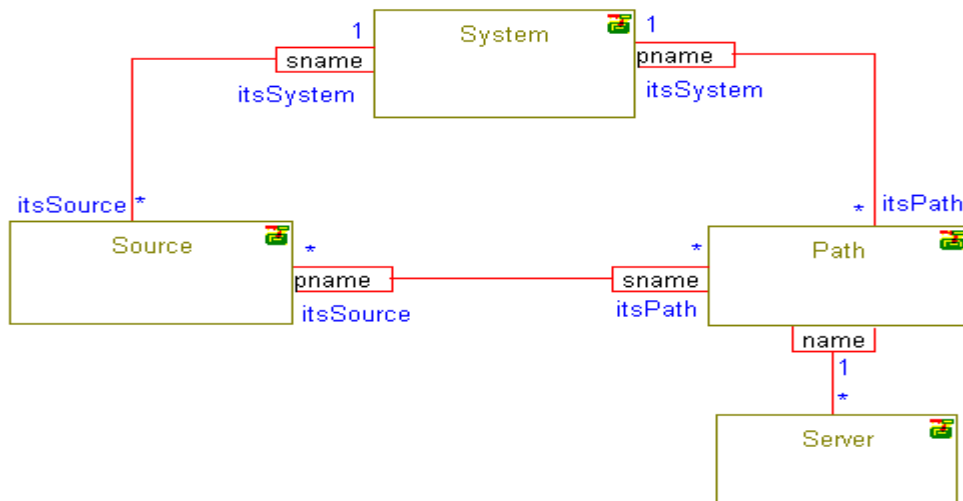 1
System
1
sname
pname
itsSystem
itsSystem
itsSource *
* itsPath
Source
*
*
Path
pname
sname
itsSource
itsPath
name
1
*
Server